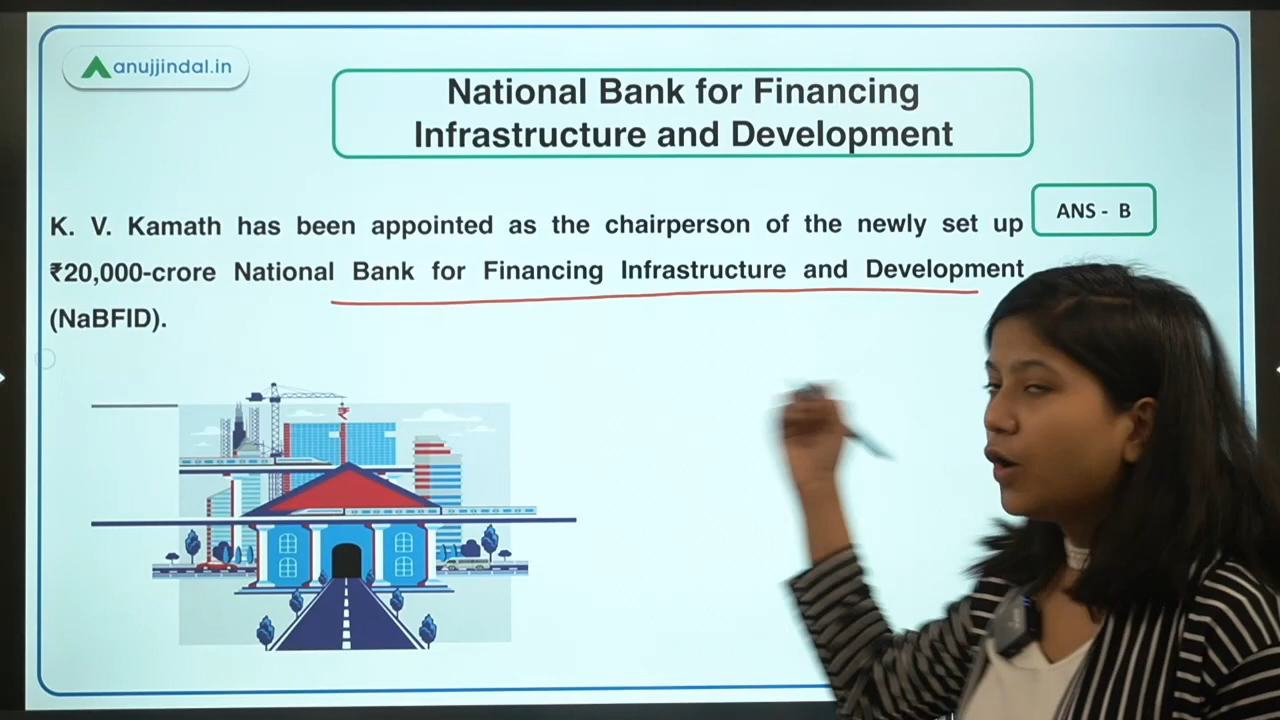 anujjindal.in
National Bank for Financing
Infrastructure and Development
K. V. Kamath has been appointed as the chairperson of the newly set up
₹20,000-crore National Bank for Financing Infrastructure and Development
(NaBFID).
ANS - B
₹